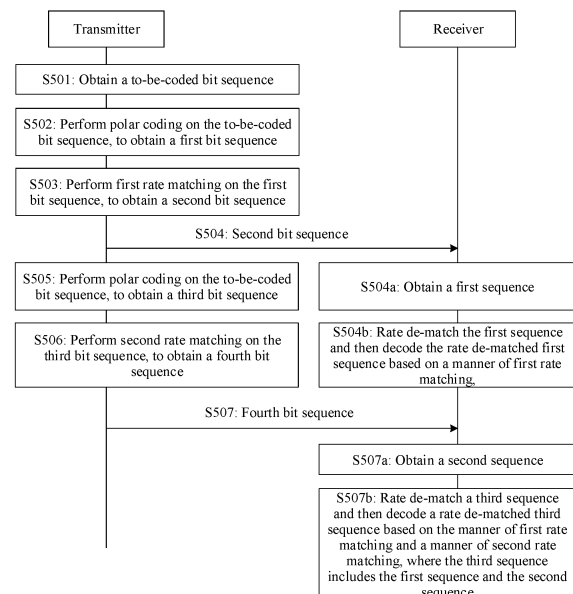 Transmitter
Receiver
S501: Obtain a to-be-coded bit sequence
S502: Perform polar coding on the to-be-coded
bit sequence, to obtain a first bit sequence
S503: Perform first rate matching on the first
bit sequence, to obtain a second bit sequence
S504: Second bit sequence
S505: Perform polar coding on the to-be-coded
bit sequence, to obtain a third bit sequence
S504a: Obtain a first sequence
S506: Perform second rate matching on the
third bit sequence, to obtain a fourth bit
sequence
S504b: Rate de-match the first sequence
and then decode the rate de-matched first
sequence based on a manner of first rate
matching,
S507: Fourth bit sequence
S507a: Obtain a second sequence
S507b: Rate de-match a third sequence
and then decode a rate de-matched third
sequence based on the manner of first rate
matching and a manner of second rate
matching, where the third sequence
includes the first sequence and the second
sequence